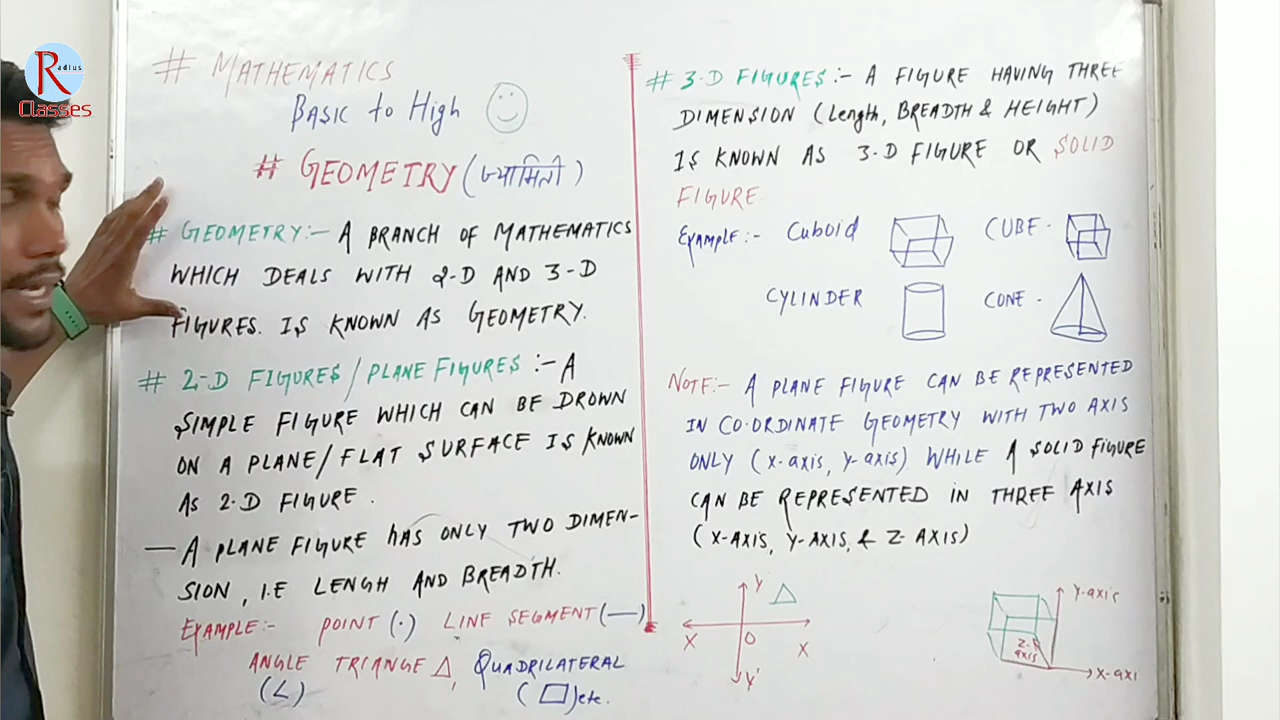 Radius
Classes
# MATHEMATICS
BASIC to HIgh
# GEOMETRY (ज्यामिती)
# GEOMETRY:- A BRANCH OF MATHEMATICS
WHICH DEALS WITH 2-D AND 3-D
FIGURES. IS KNOWN AS GEOMETRY.
# 2-D FIGURES/PLANE FIGURES :- A
SIMPLE FIGURE WHICH CAN BE DROWN
ON A PLANE/FLAT SURFACE IS KNOWN
AS 2-D FIGURE.
— A PLANE FIGURE hAS ONLY TWO DIMEN-
SION, I.E LENGH AND BREADTH.
EXAMPLE:- POINT (·) LINE SEGMENT (—)
ANGLE TRIANGE △, QUADRILATERAL
(∠) (▭) etc.
# 3-D FIGURES:- A FIGURE HAVING THREE
DIMENSION (Length, BREADTH & HEIGHT)
IS KNOWN AS 3-D FIGURE OR SOLID
FIGURE
EXAMPLE:- Cuboid CUBE -
CYLINDER CONE -
NOTE:- A PLANE FIGURE CAN BE REPRESENTED
IN CO-ORDINATE GEOMETRY WITH TWO AXIS
ONLY (X-axis, Y-axis) WHILE A SOLID FIGURE
CAN BE REPRESENTED IN THREE AXIS
(X-AXIS, Y-AXIS, & Z-AXIS)
Y
X O X
Y'
Y-axis
Z-axis
X-axi